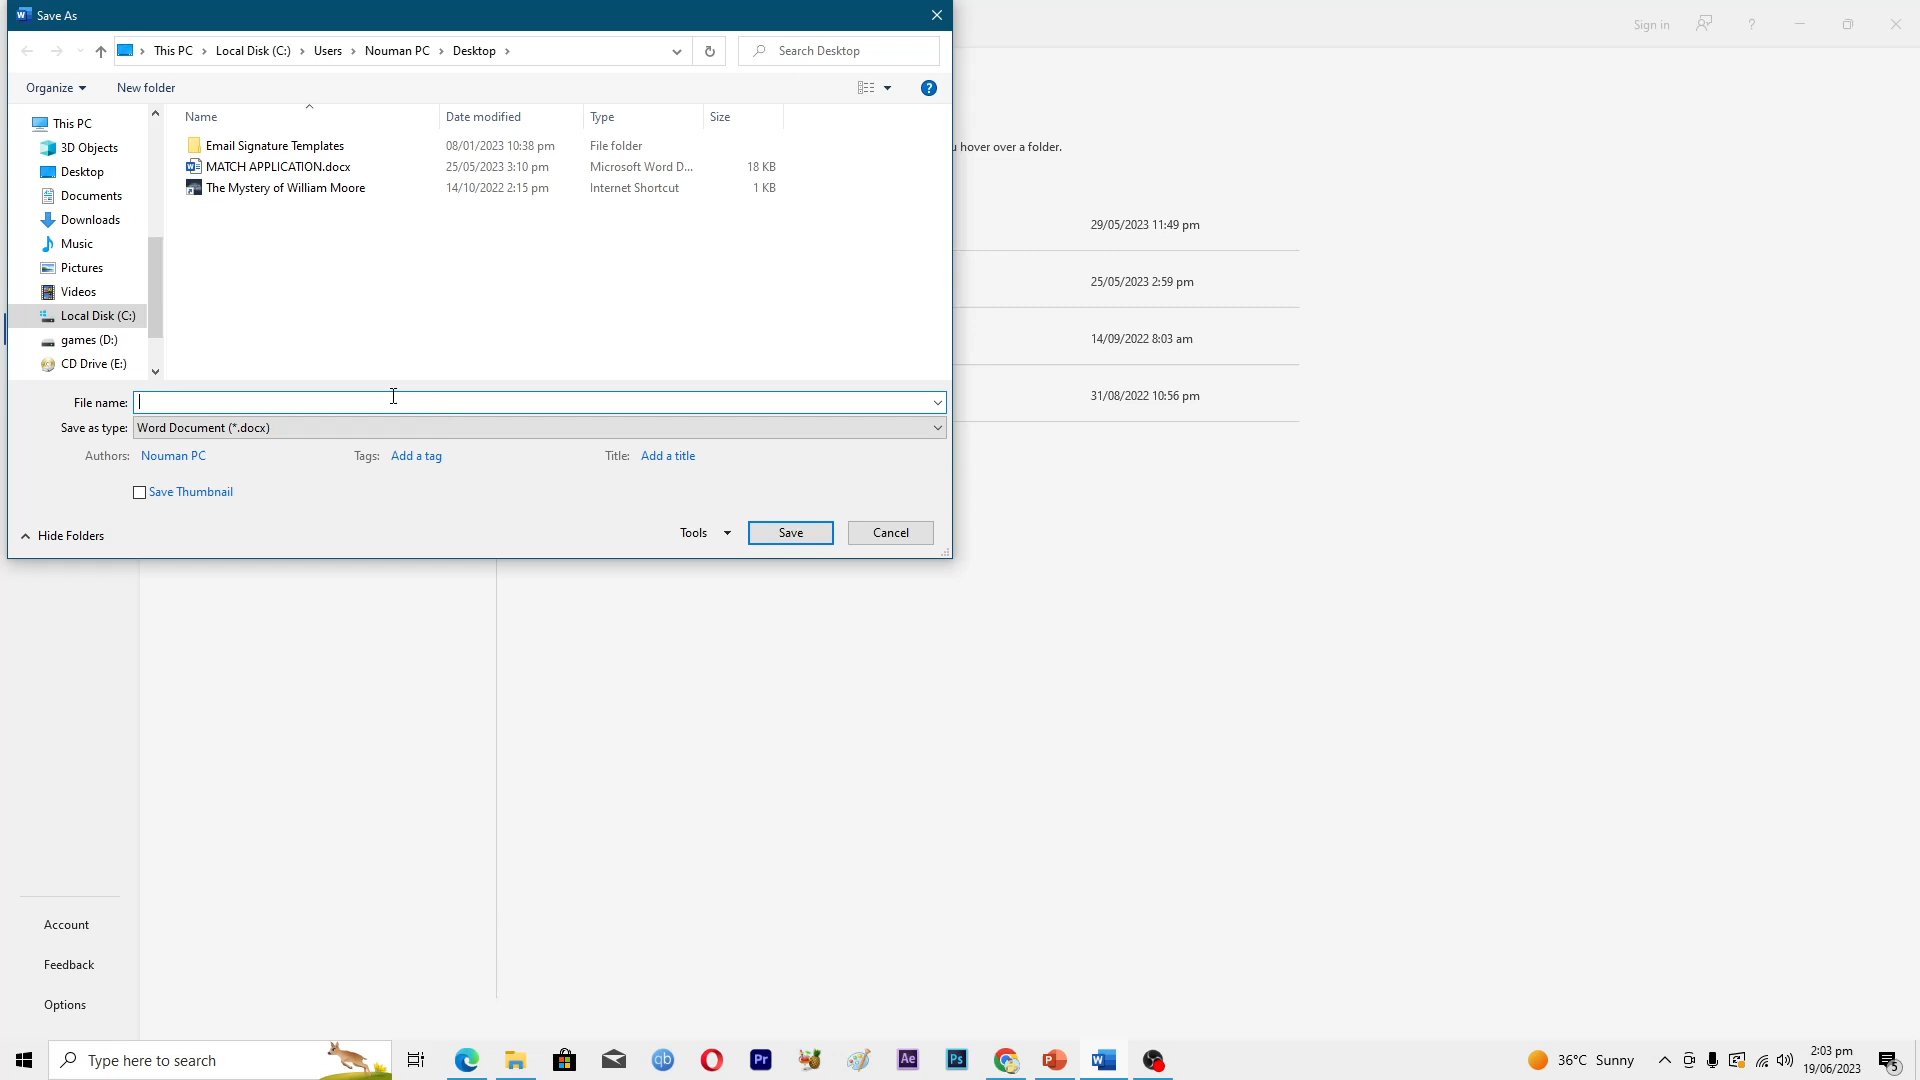 Save As
Sign in
?
This PC > Local Disk (C:) > Users > Nouman PC > Desktop >
Search Desktop
Organize
New folder
?
Name
Date modified
Type
Size
This PC
3D Objects
Desktop
Documents
Downloads
Music
Pictures
Videos
Local Disk (C:)
games (D:)
CD Drive (E:)
Email Signature Templates 08/01/2023 10:38 pm File folder
MATCH APPLICATION.docx 25/05/2023 3:10 pm Microsoft Word D... 18 KB
The Mystery of William Moore 14/10/2022 2:15 pm Internet Shortcut 1 KB
hover over a folder.
29/05/2023 11:49 pm
25/05/2023 2:59 pm
14/09/2022 8:03 am
31/08/2022 10:56 pm
File name:
Save as type: Word Document (*.docx)
Authors: Nouman PC
Tags: Add a tag
Title: Add a title
Save Thumbnail
Hide Folders
Tools
Save
Cancel
Account
Feedback
Options
Type here to search
qb
Pr
Ae
Ps
36°C Sunny
2:03 pm
19/06/2023
5